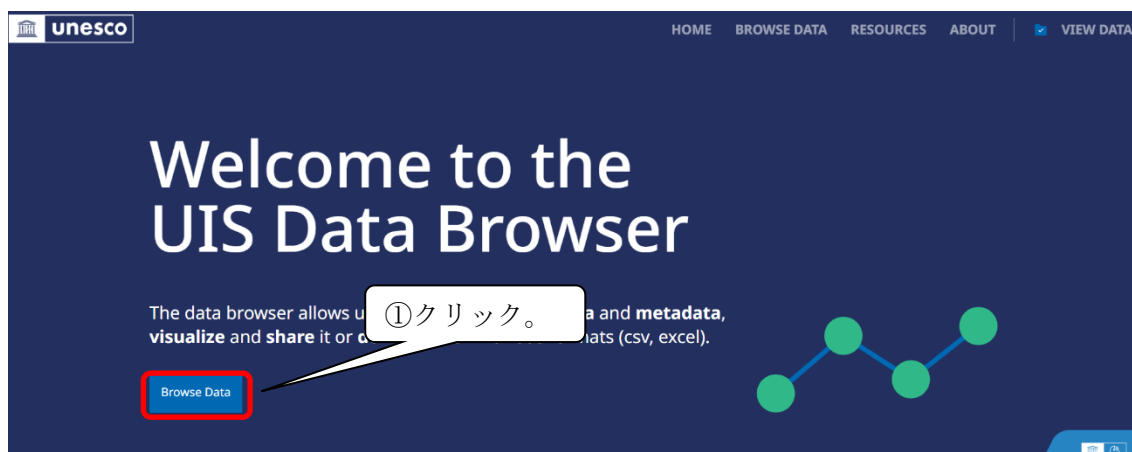 unesco
HOME BROWSE DATA RESOURCES ABOUT VIEW DATA
Welcome to the
UIS Data Browser
The data browser allows u a and metadata,
①クリック。
visualize and share it or d ats (csv, excel).
Browse Data